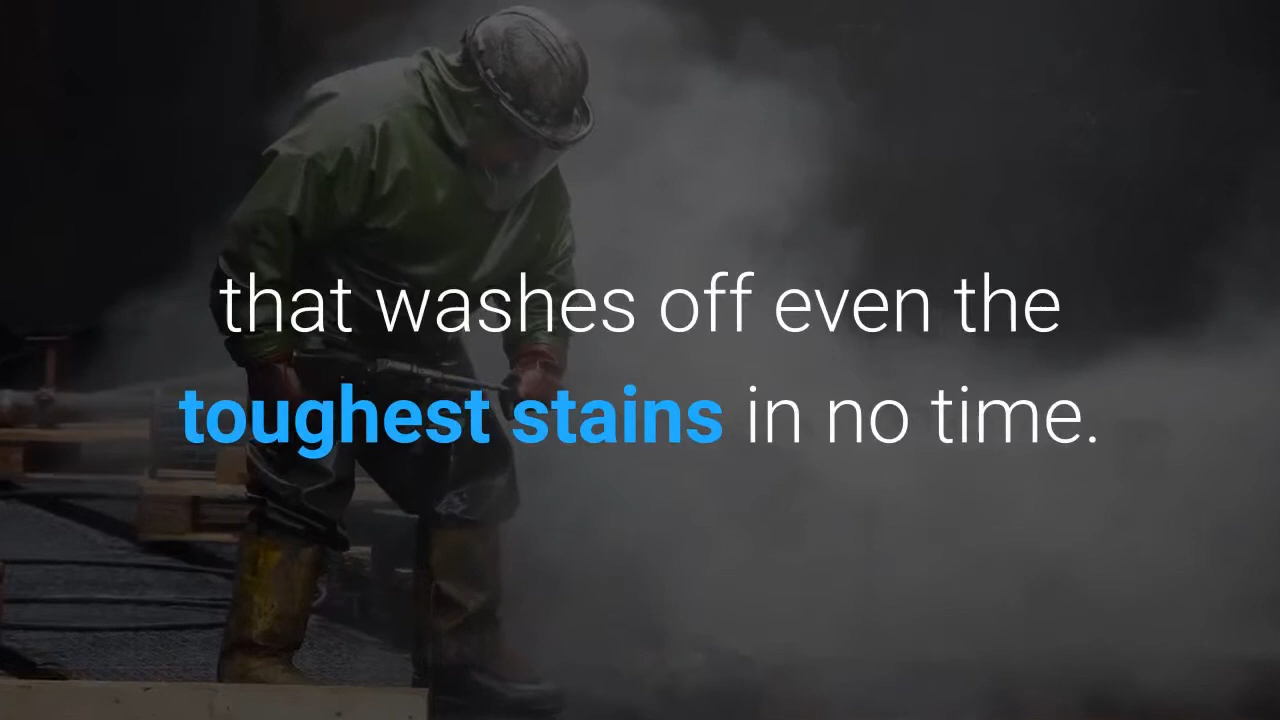 that washes off even the
toughest stains in no time.